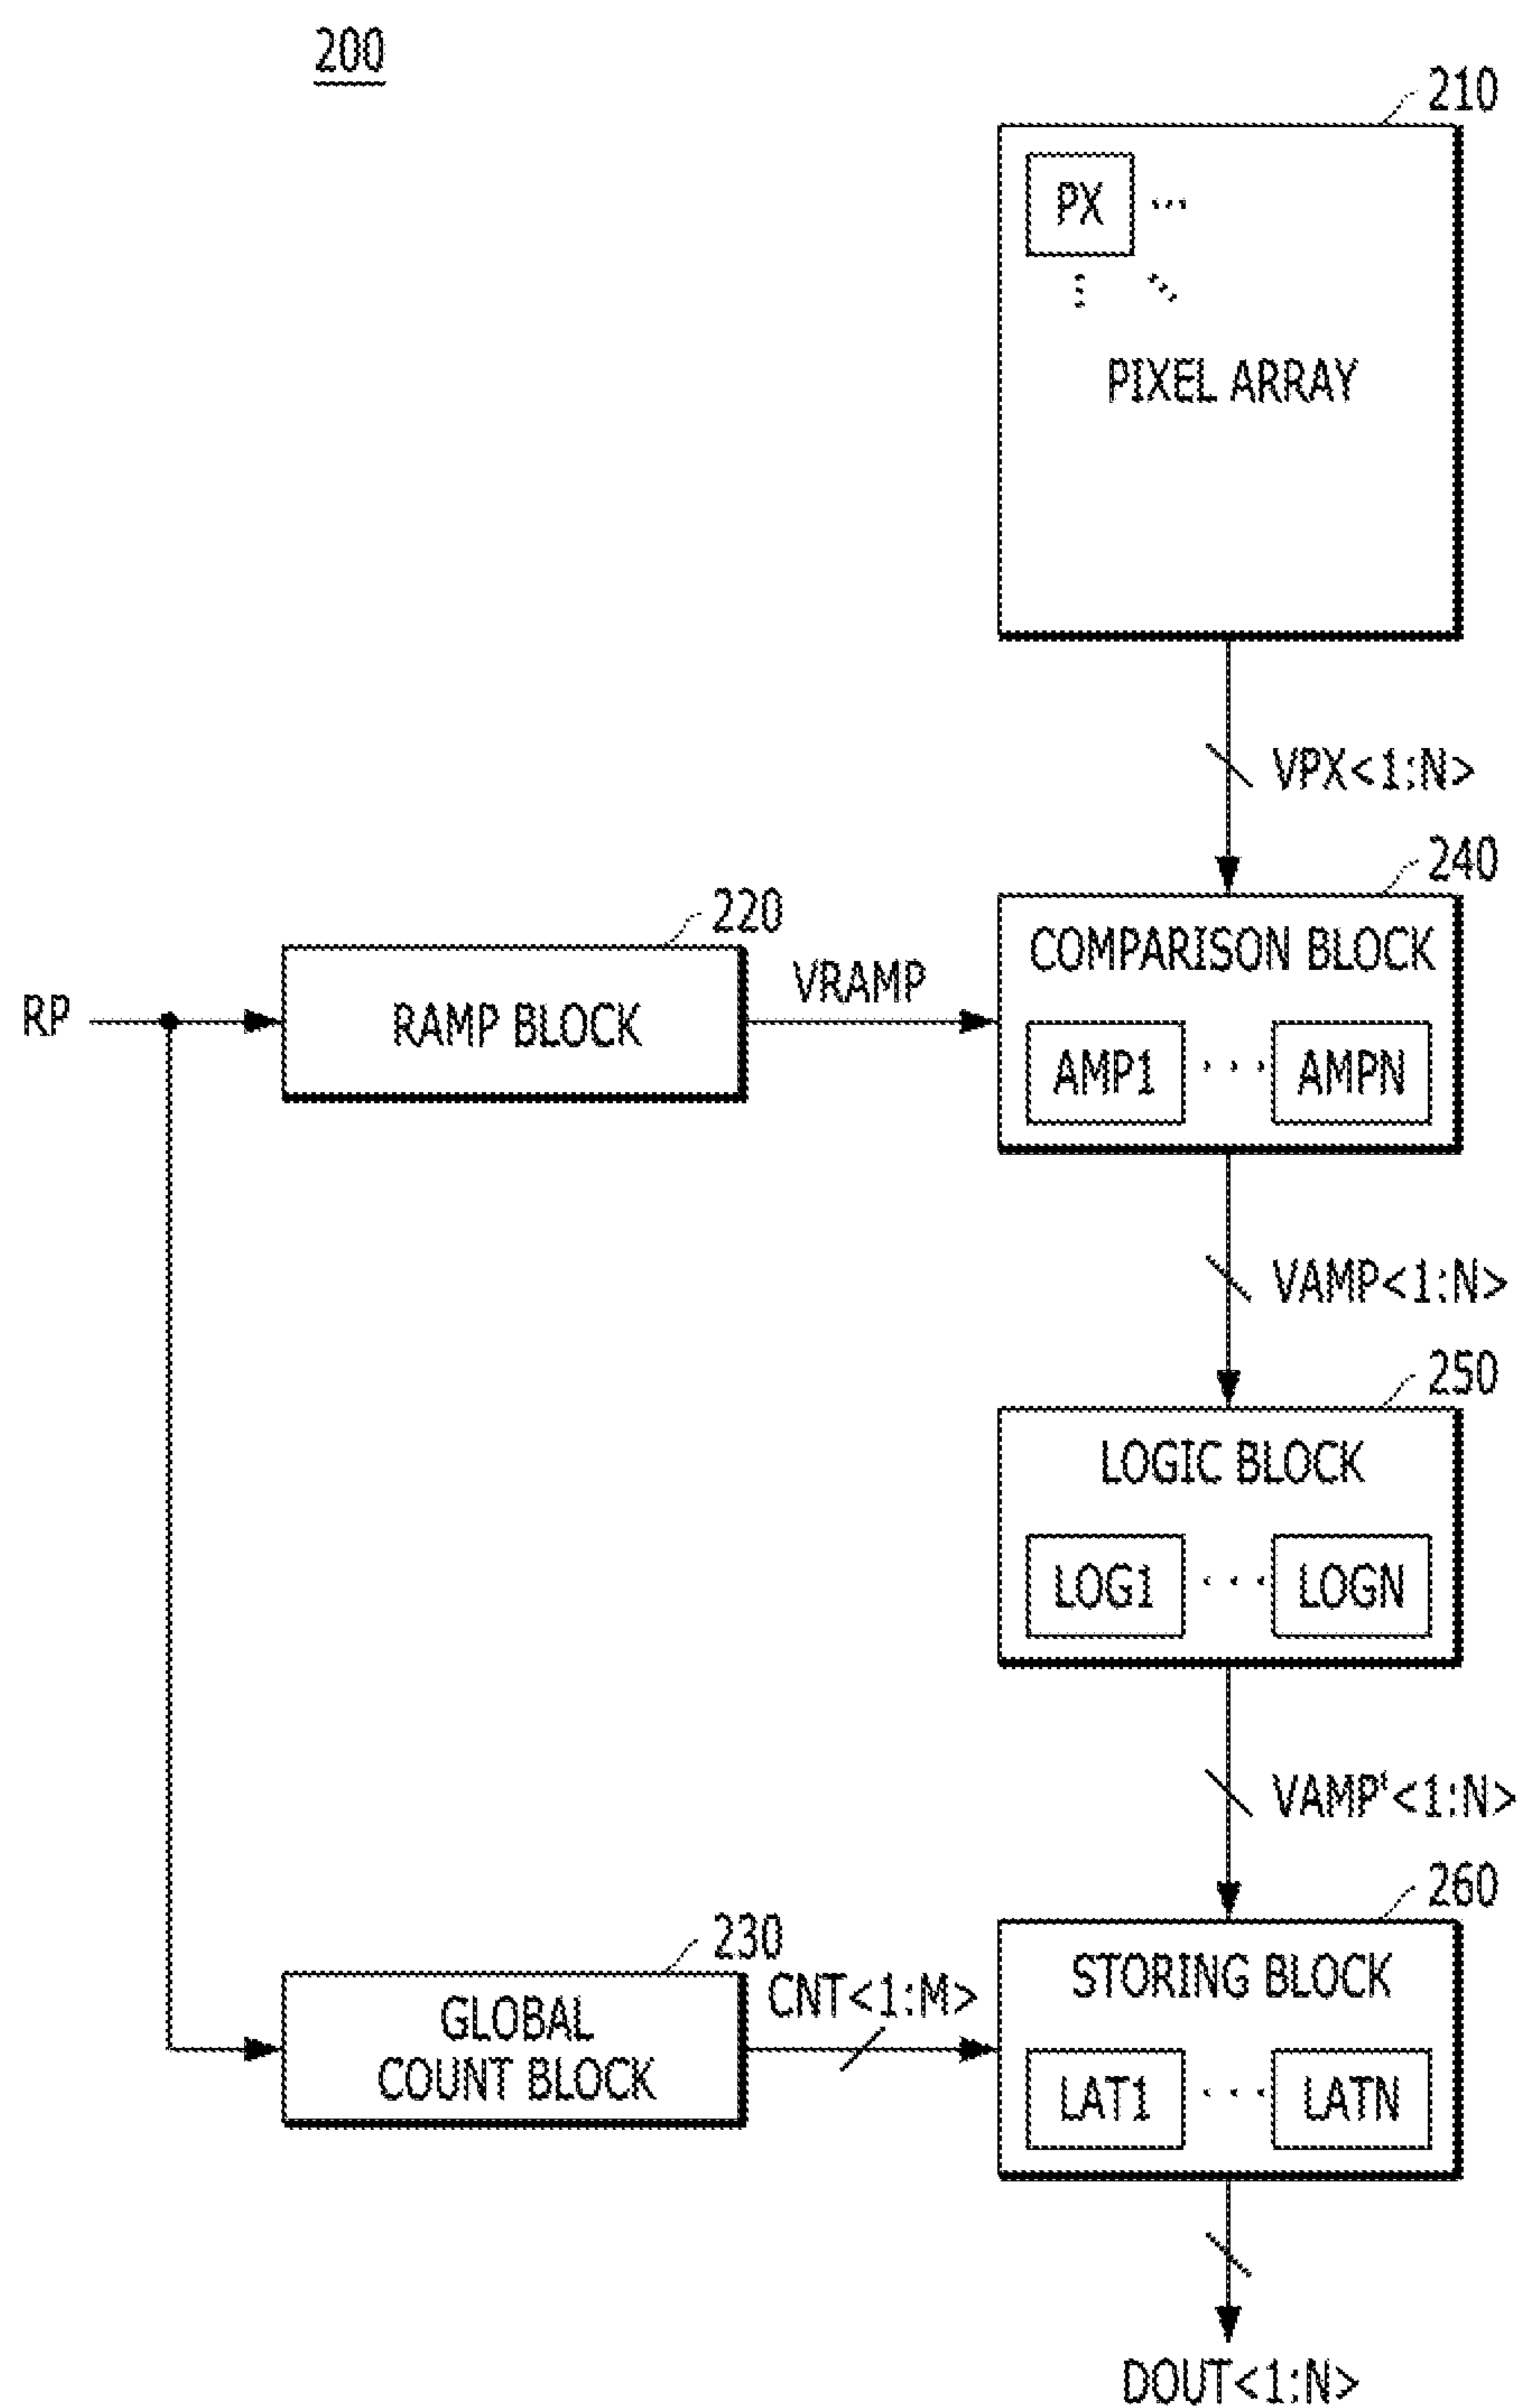 200
210
PX ...
PIXEL ARRAY
VPX<1:N>
240
COMPARISON BLOCK
AMP1 ... AMPN
220
RP
RAMP BLOCK
VRAMP
VAMP<1:N>
250
LOGIC BLOCK
LOG1 ... LOGN
VAMP'<1:N>
260
STORING BLOCK
LAT1 ... LATN
230
GLOBAL
COUNT BLOCK
CNT<1:M>
DOUT<1:N>